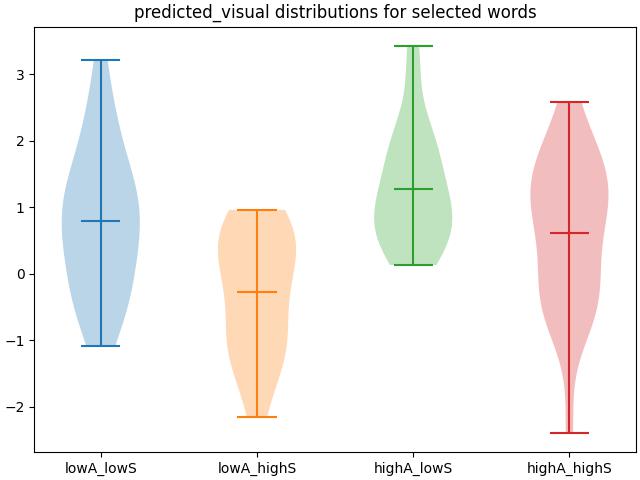 predicted_visual distributions for selected words
3
2
1
0
−1
−2
lowA_lowS
lowA_highS
highA_lowS
highA_highS